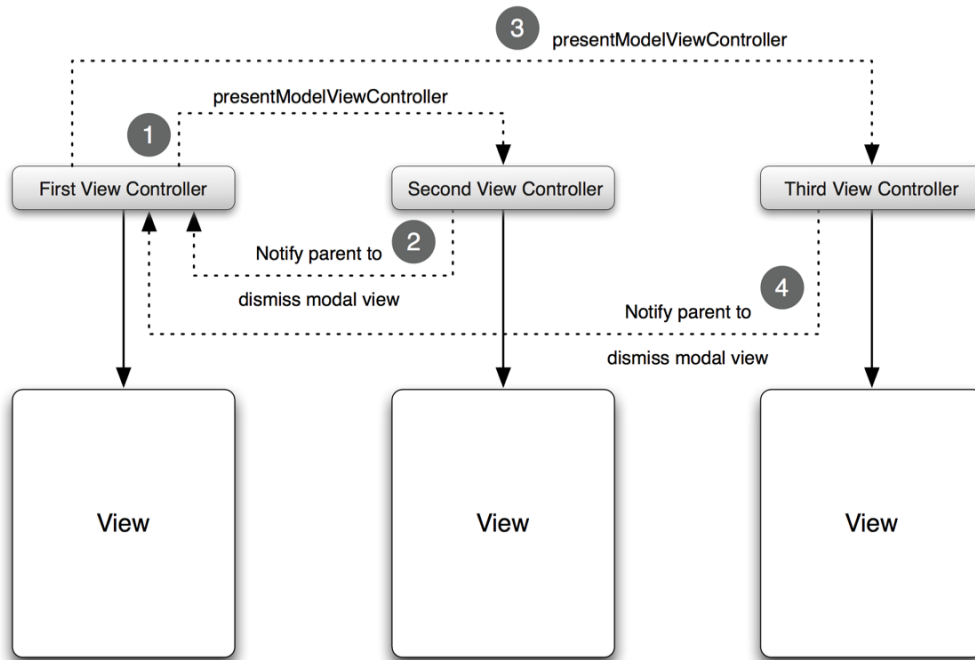 3
presentModelViewController
presentModelViewController
1
First View Controller
Second View Controller
Third View Controller
2
Notify parent to
dismiss modal view
4
Notify parent to
dismiss modal view
View
View
View